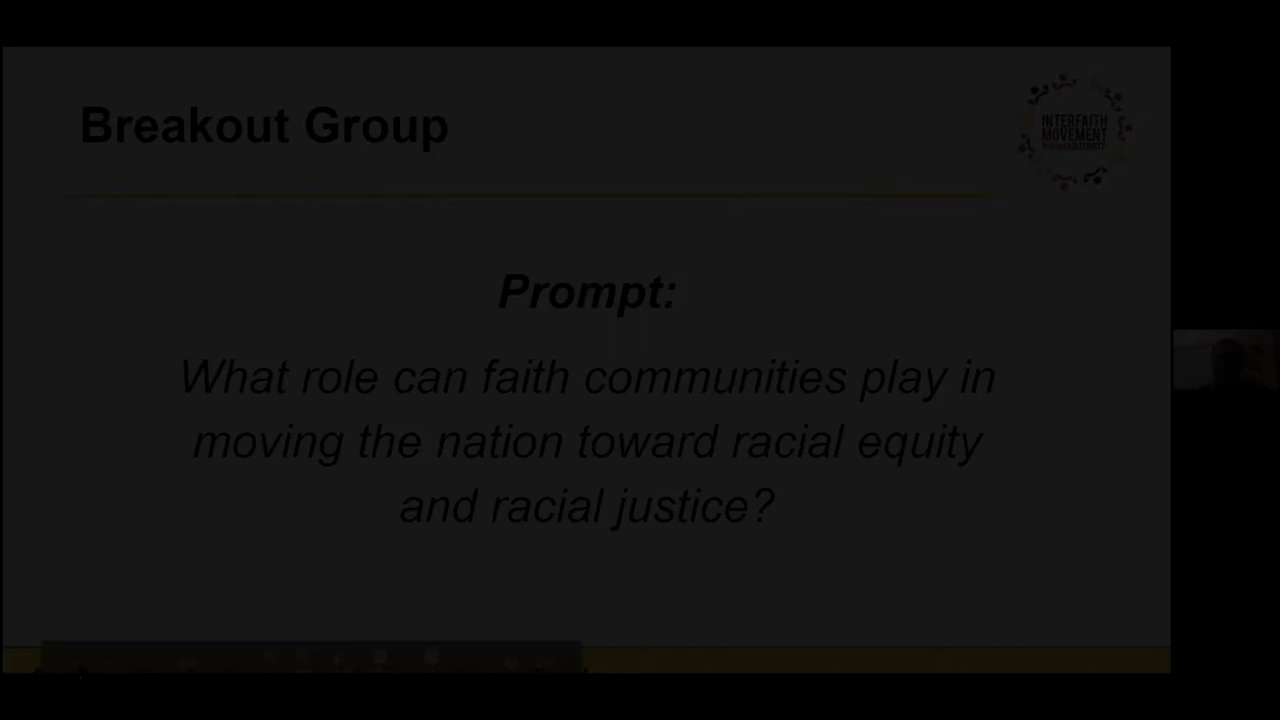 Breakout Group
INTERFAITH
MOVEMENT
Prompt:
What role can faith communities play in
moving the nation toward racial equity
and racial justice?